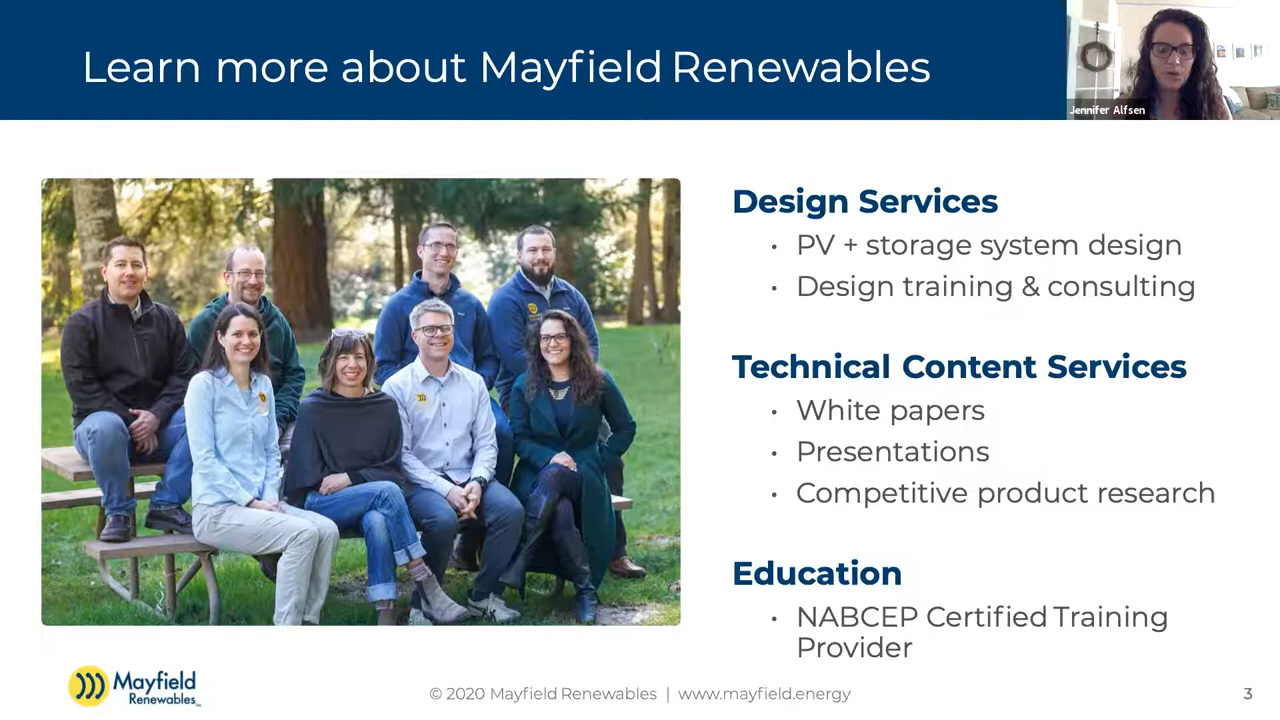 Learn more about Mayfield Renewables
Jennifer Alfsen
Design Services
• PV + storage system design
• Design training & consulting
Technical Content Services
• White papers
• Presentations
• Competitive product research
Education
• NABCEP Certified Training
Provider
Mayfield
Renewables
© 2020 Mayfield Renewables | www.mayfield.energy
3